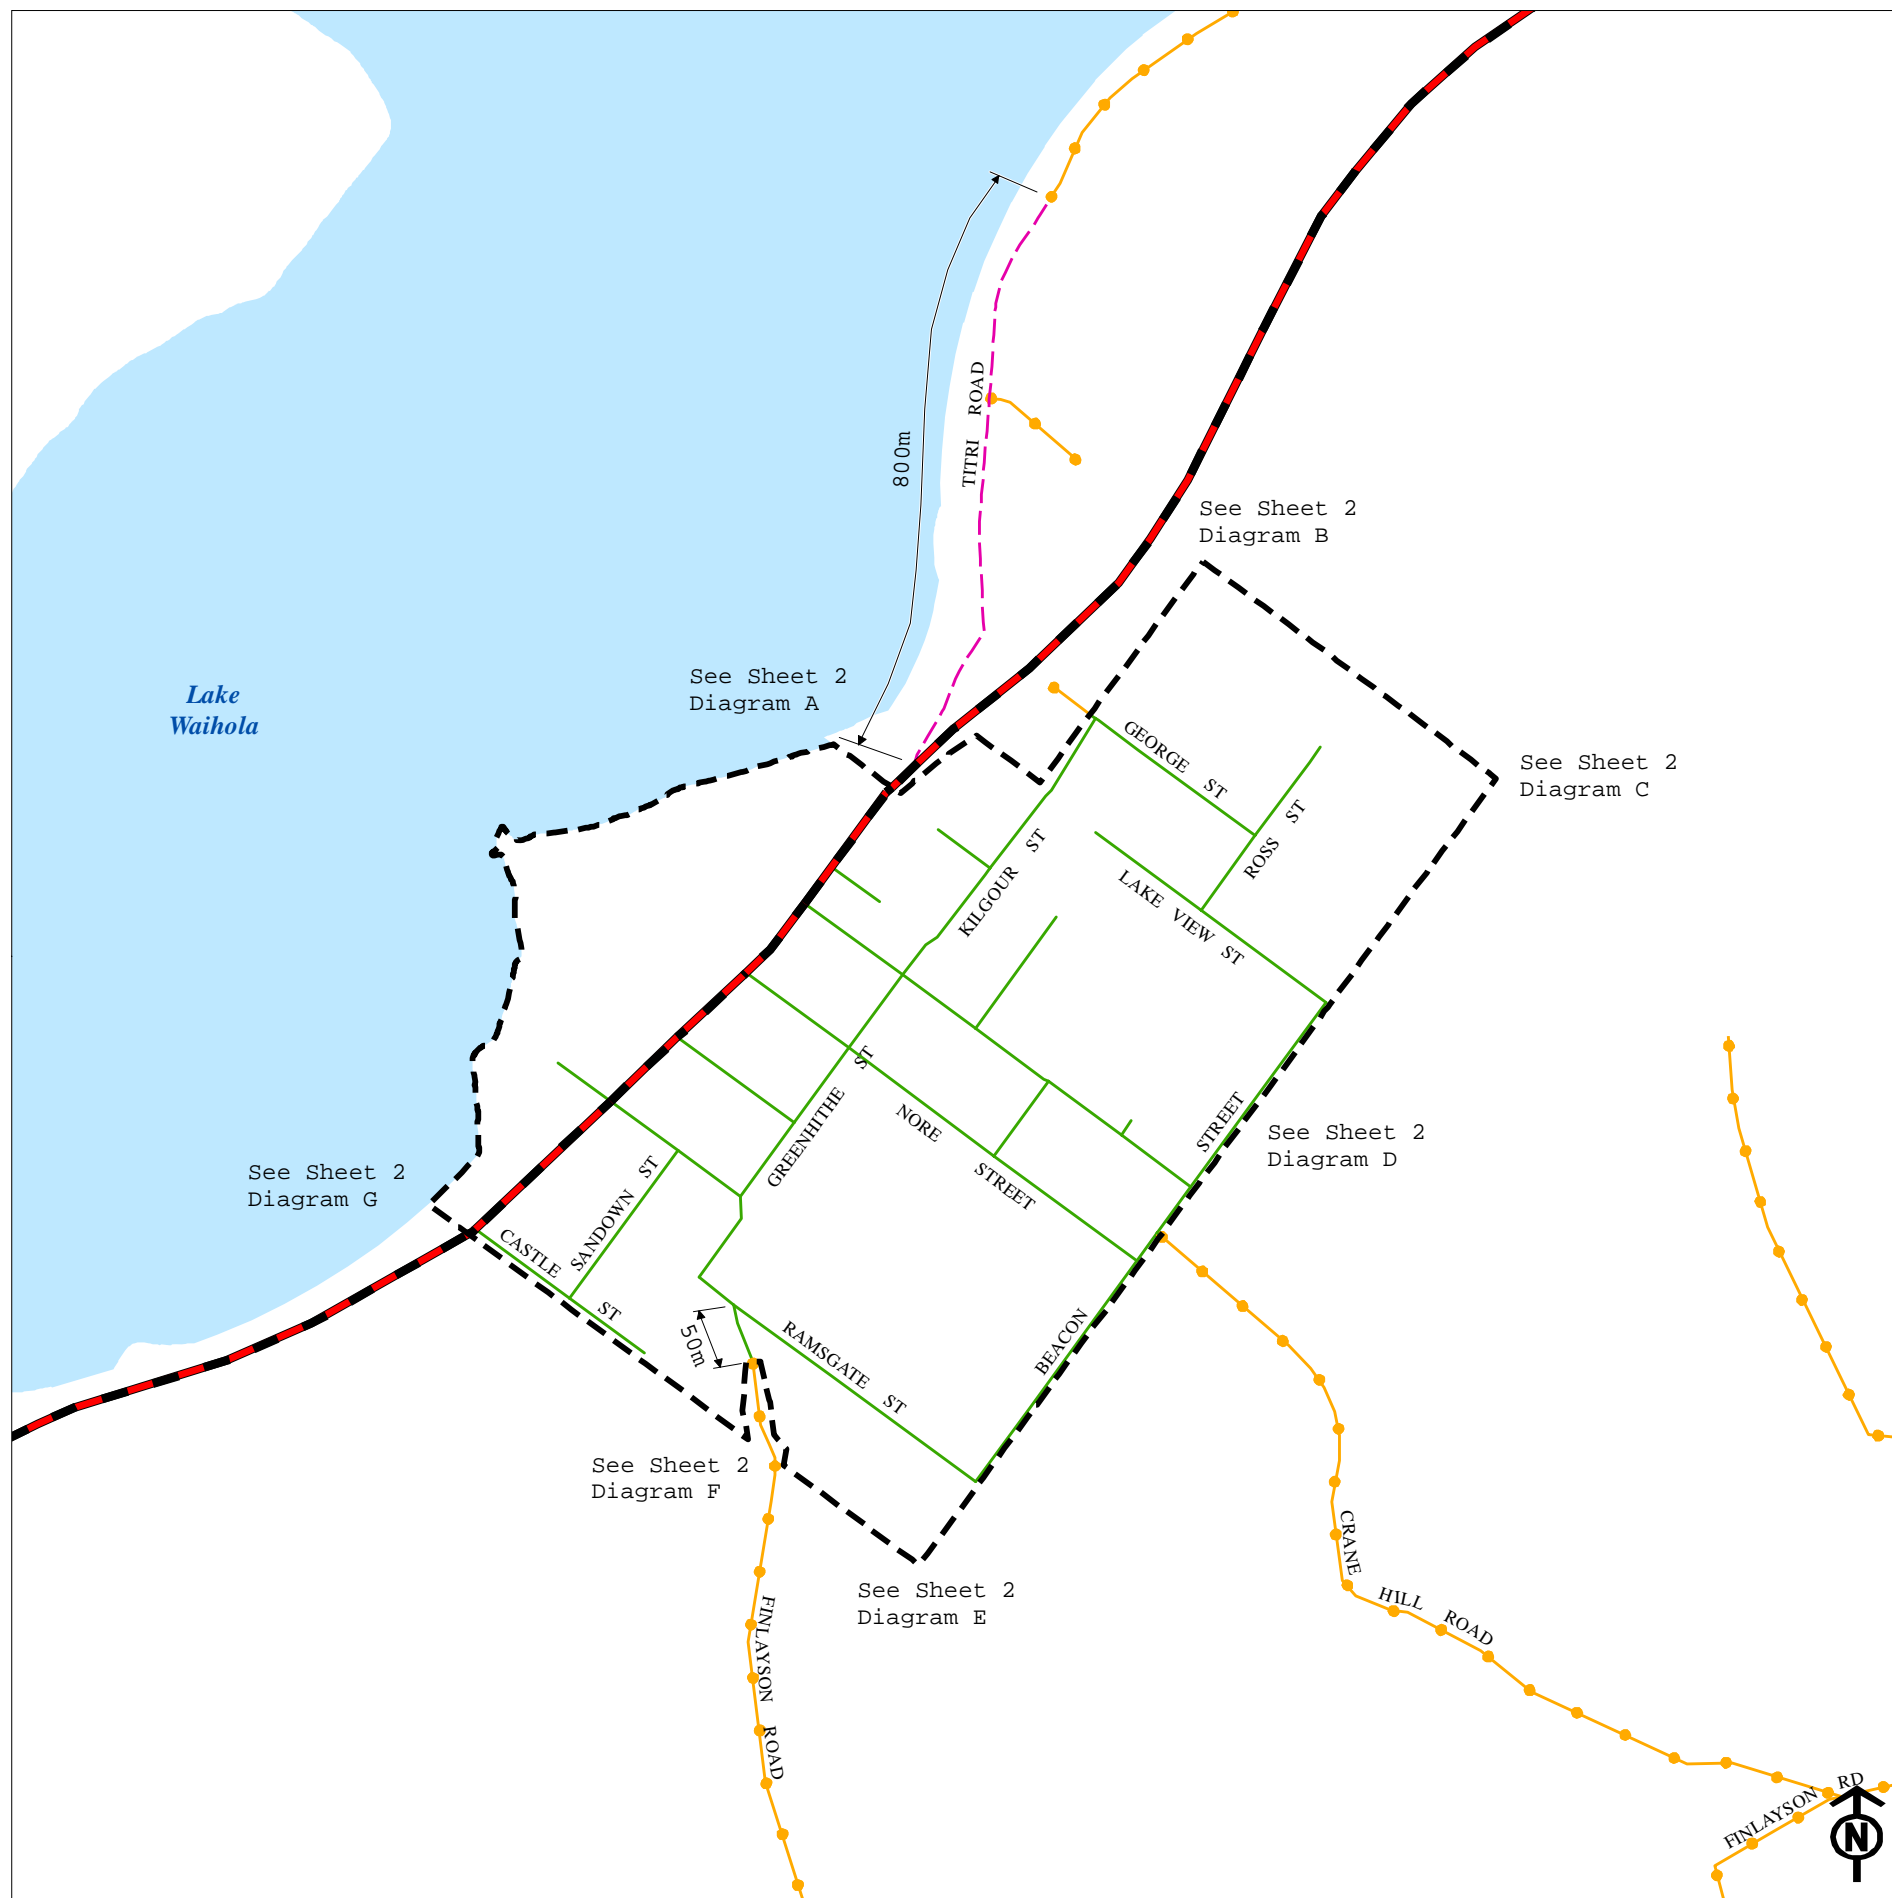 TITRI ROAD
800m
See Sheet 2
Diagram B
See Sheet 2
Diagram A
Lake
Waihola
GEORGE ST
See Sheet 2
Diagram C
ROSS ST
KILGOUR ST
LAKE VIEW ST
GREENHITHE ST
NORE STREET
BEACON STREET
See Sheet 2
Diagram D
See Sheet 2
Diagram G
SANDOWN ST
CASTLE ST
50m
RAMSGATE ST
See Sheet 2
Diagram F
See Sheet 2
Diagram E
CRANE HILL ROAD
FINLAYSON ROAD
FINLAYSON RD
N